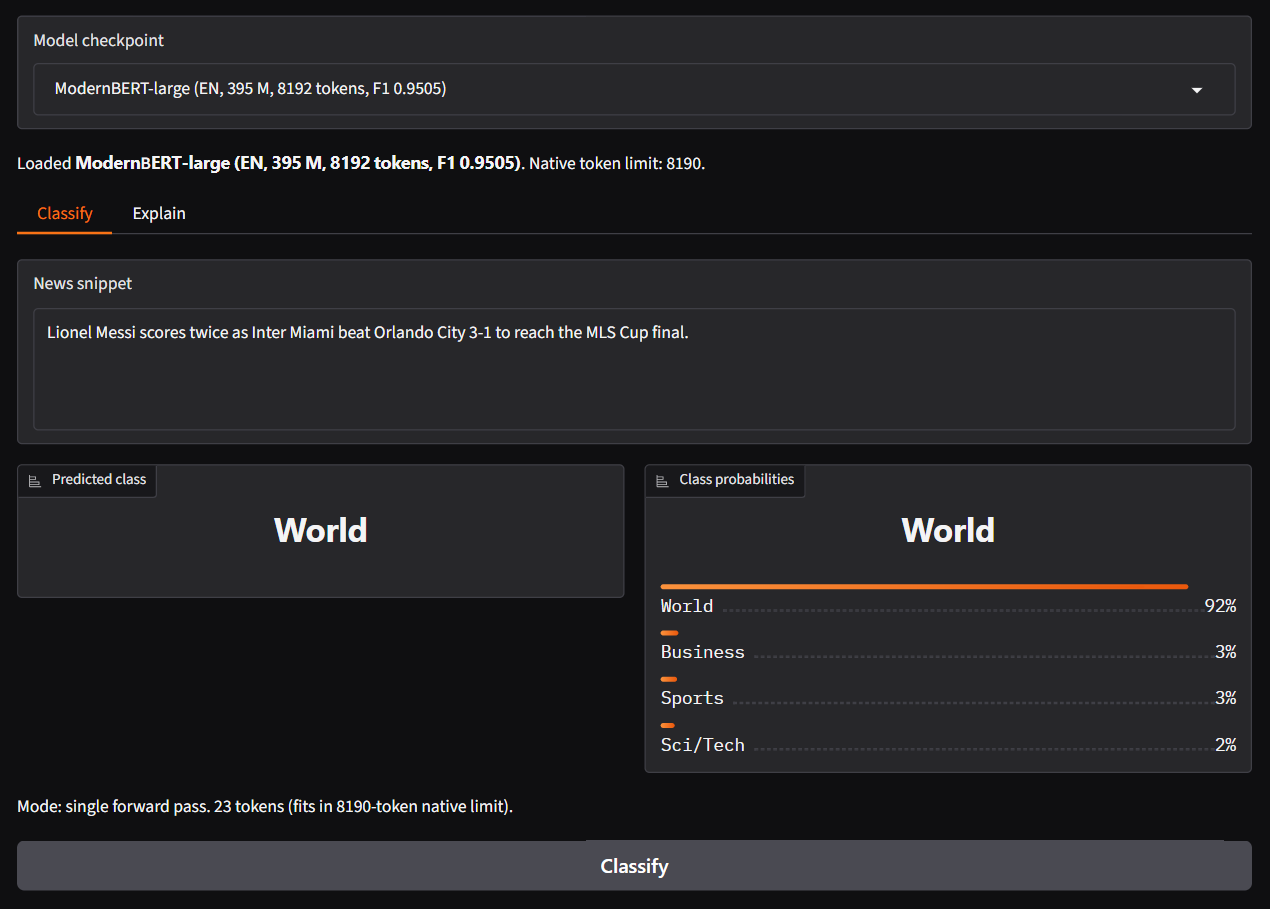 Model checkpoint
ModernBERT-large (EN, 395 M, 8192 tokens, F1 0.9505)
Loaded ModernBERT-large (EN, 395 M, 8192 tokens, F1 0.9505). Native token limit: 8190.
Classify Explain
News snippet
Lionel Messi scores twice as Inter Miami beat Orlando City 3-1 to reach the MLS Cup final.
Predicted class
World
Class probabilities
World
World 92%
Business 3%
Sports 3%
Sci/Tech 2%
Mode: single forward pass. 23 tokens (fits in 8190-token native limit).
Classify